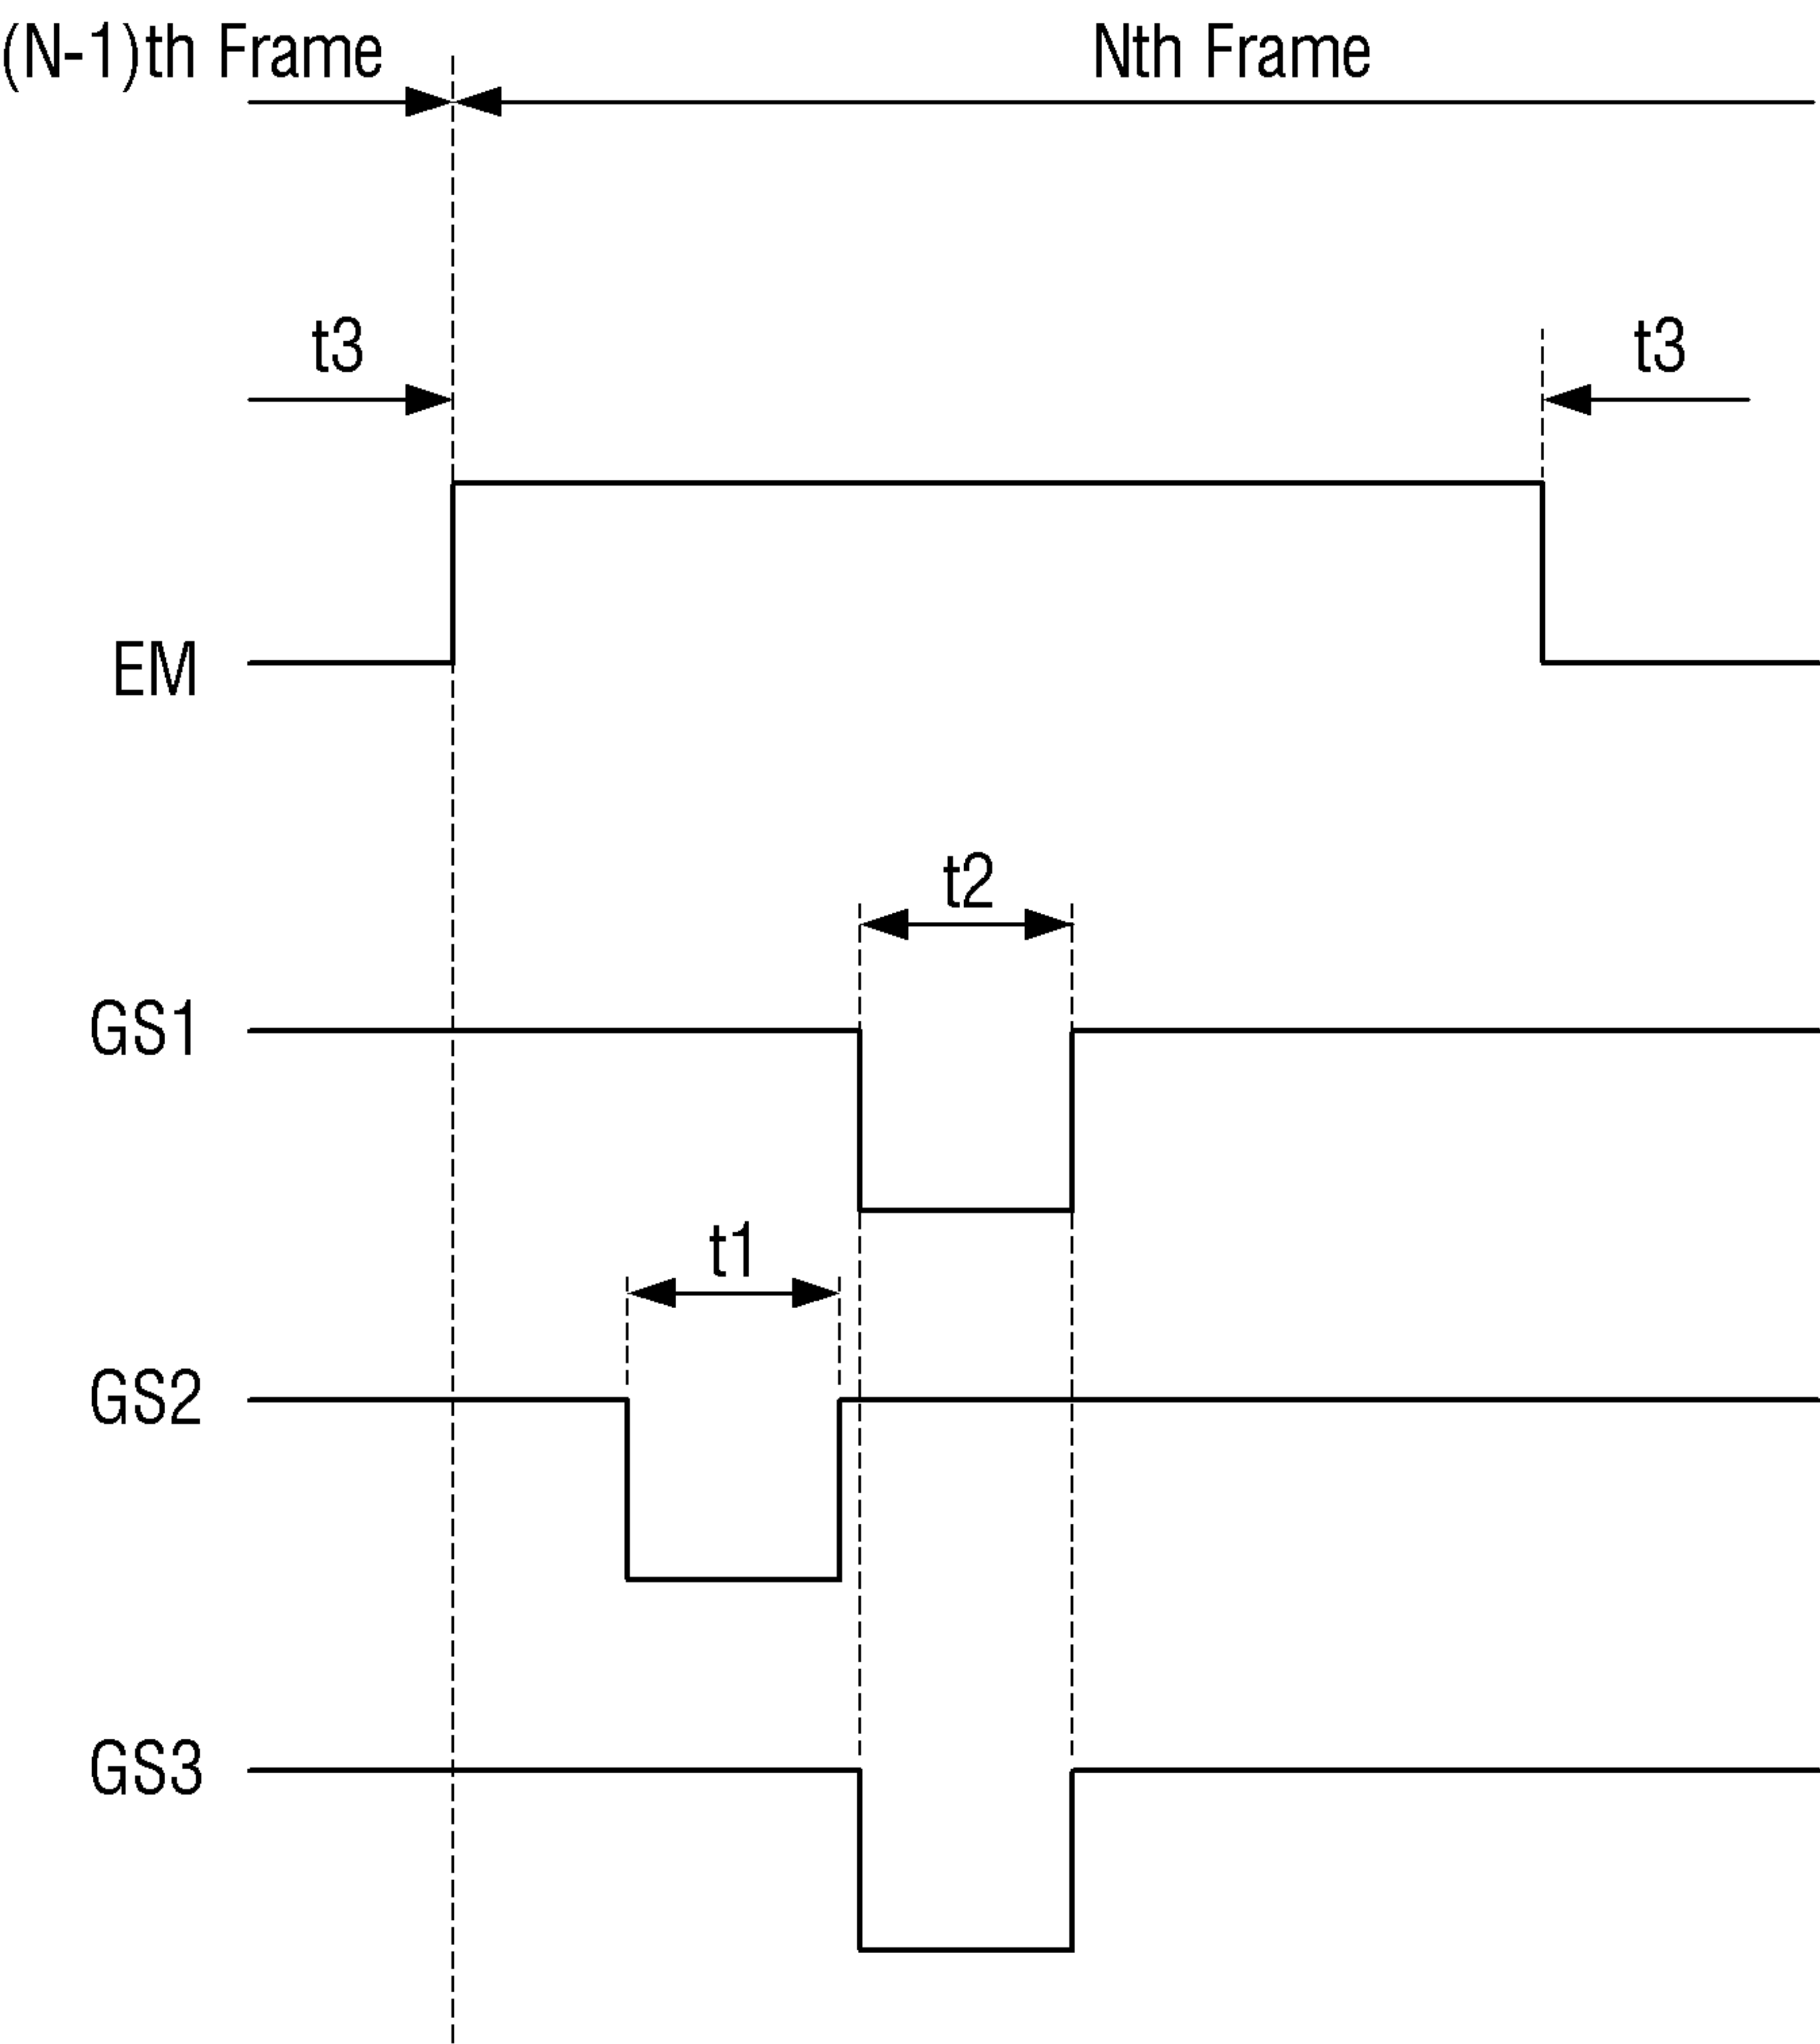 (N-1)th Frame
Nth Frame
t3
t3
EM
t2
GS1
t1
GS2
GS3